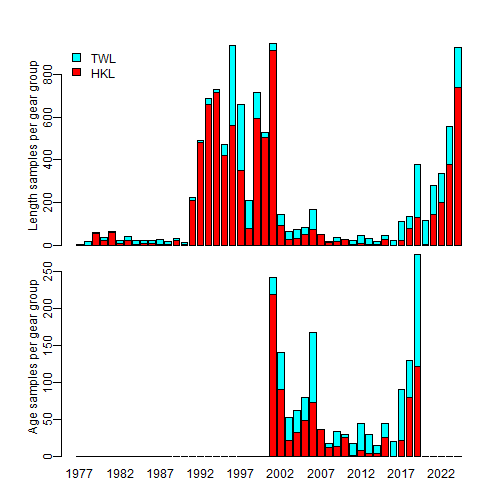 TWL
HKL
Length samples per gear group
0
200
400
600
800
Age samples per gear group
0
50
100
150
200
250
1977 1982 1987 1992 1997 2002 2007 2012 2017 2022